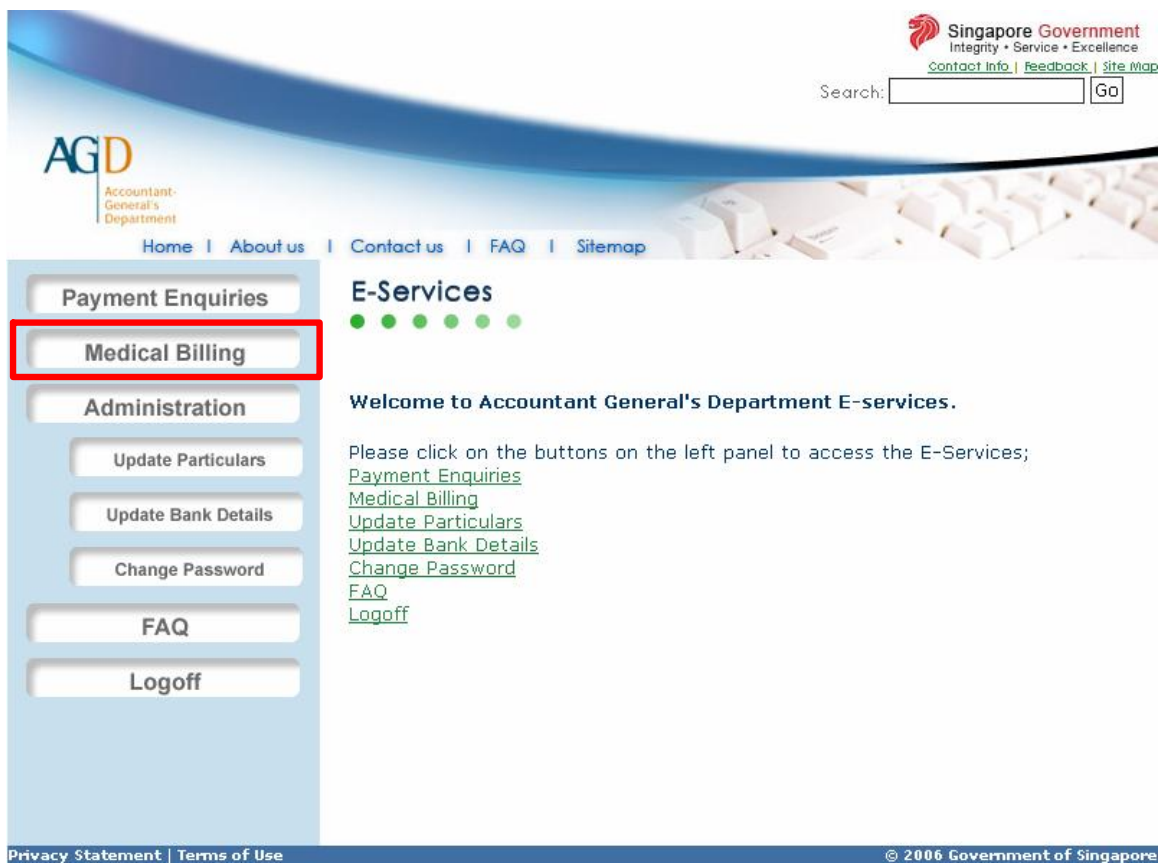 Singapore Government
Integrity • Service • Excellence
Contact Info | Feedback | Site Map
Search: Go
AGD
Accountant-
General's
Department
Home | About us | Contact us | FAQ | Sitemap
Payment Enquiries
Medical Billing
Administration
Update Particulars
Update Bank Details
Change Password
FAQ
Logoff
E-Services
Welcome to Accountant General's Department E-services.
Please click on the buttons on the left panel to access the E-Services;
Payment Enquiries
Medical Billing
Update Particulars
Update Bank Details
Change Password
FAQ
Logoff
Privacy Statement | Terms of Use
© 2006 Government of Singapore